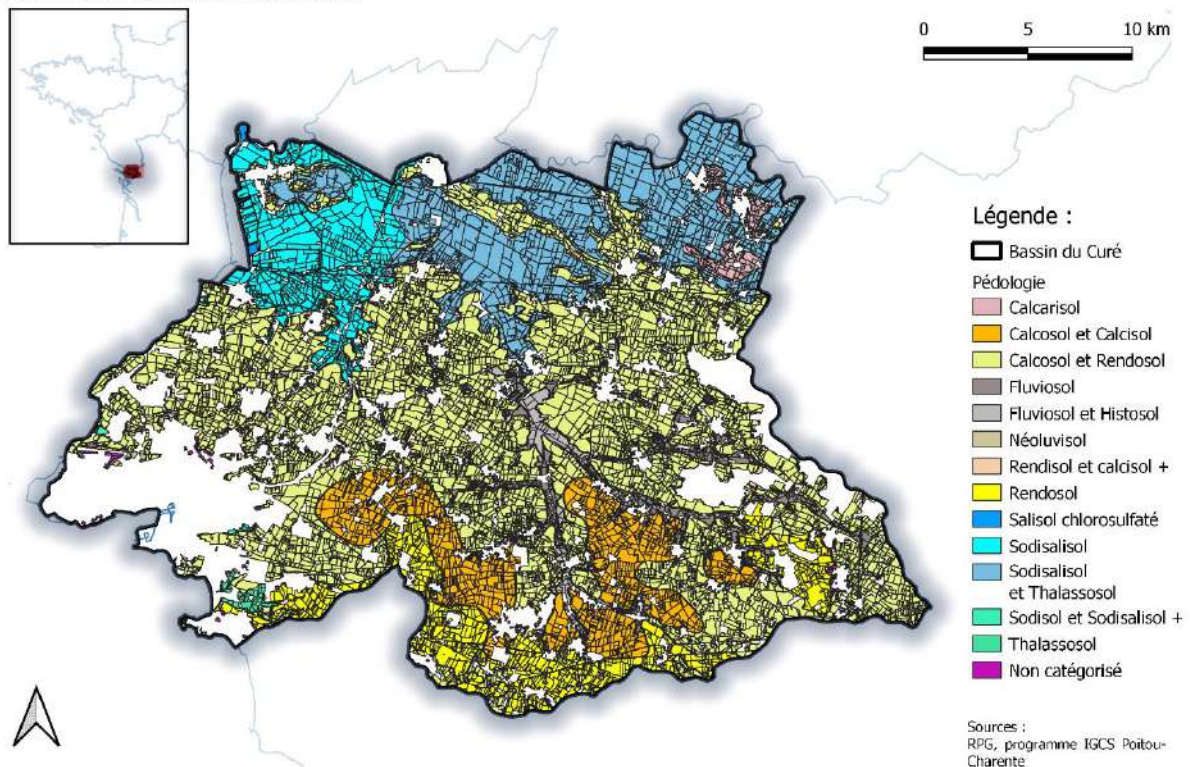 0 5 10 km
Légende :
Bassin du Curé
Pédologie
Calcarisol
Calcosol et Calcisol
Calcosol et Rendosol
Fluviosol
Fluviosol et Histosol
Néoluvisol
Rendisol et calcisol +
Rendosol
Salisol chlorosulfaté
Sodisalisol
Sodisalisol
et Thalassosol
Sodisol et Sodisalisol +
Thalassosol
Non catégorisé
Sources :
RPG, programme IGCS Poitou-
Charente